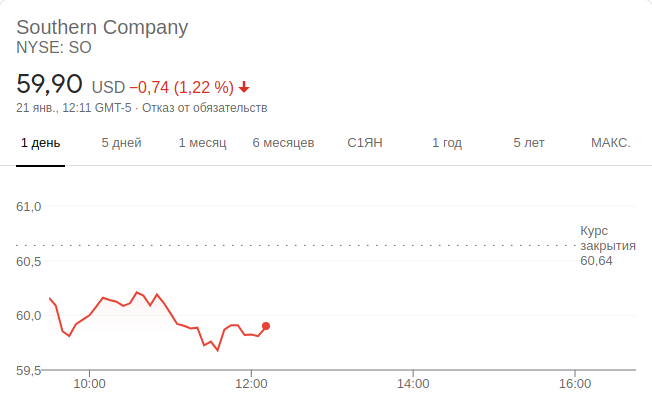 Southern Company
NYSE: SO
59,90 USD −0,74 (1,22 %)
21 янв., 12:11 GMT-5 · Отказ от обязательств
1 день 5 дней 1 месяц 6 месяцев С1ЯН 1 год 5 лет МАКС.
61,0
Курс
закрытия
60,64
60,5
60,0
59,5
10:00 12:00 14:00 16:00